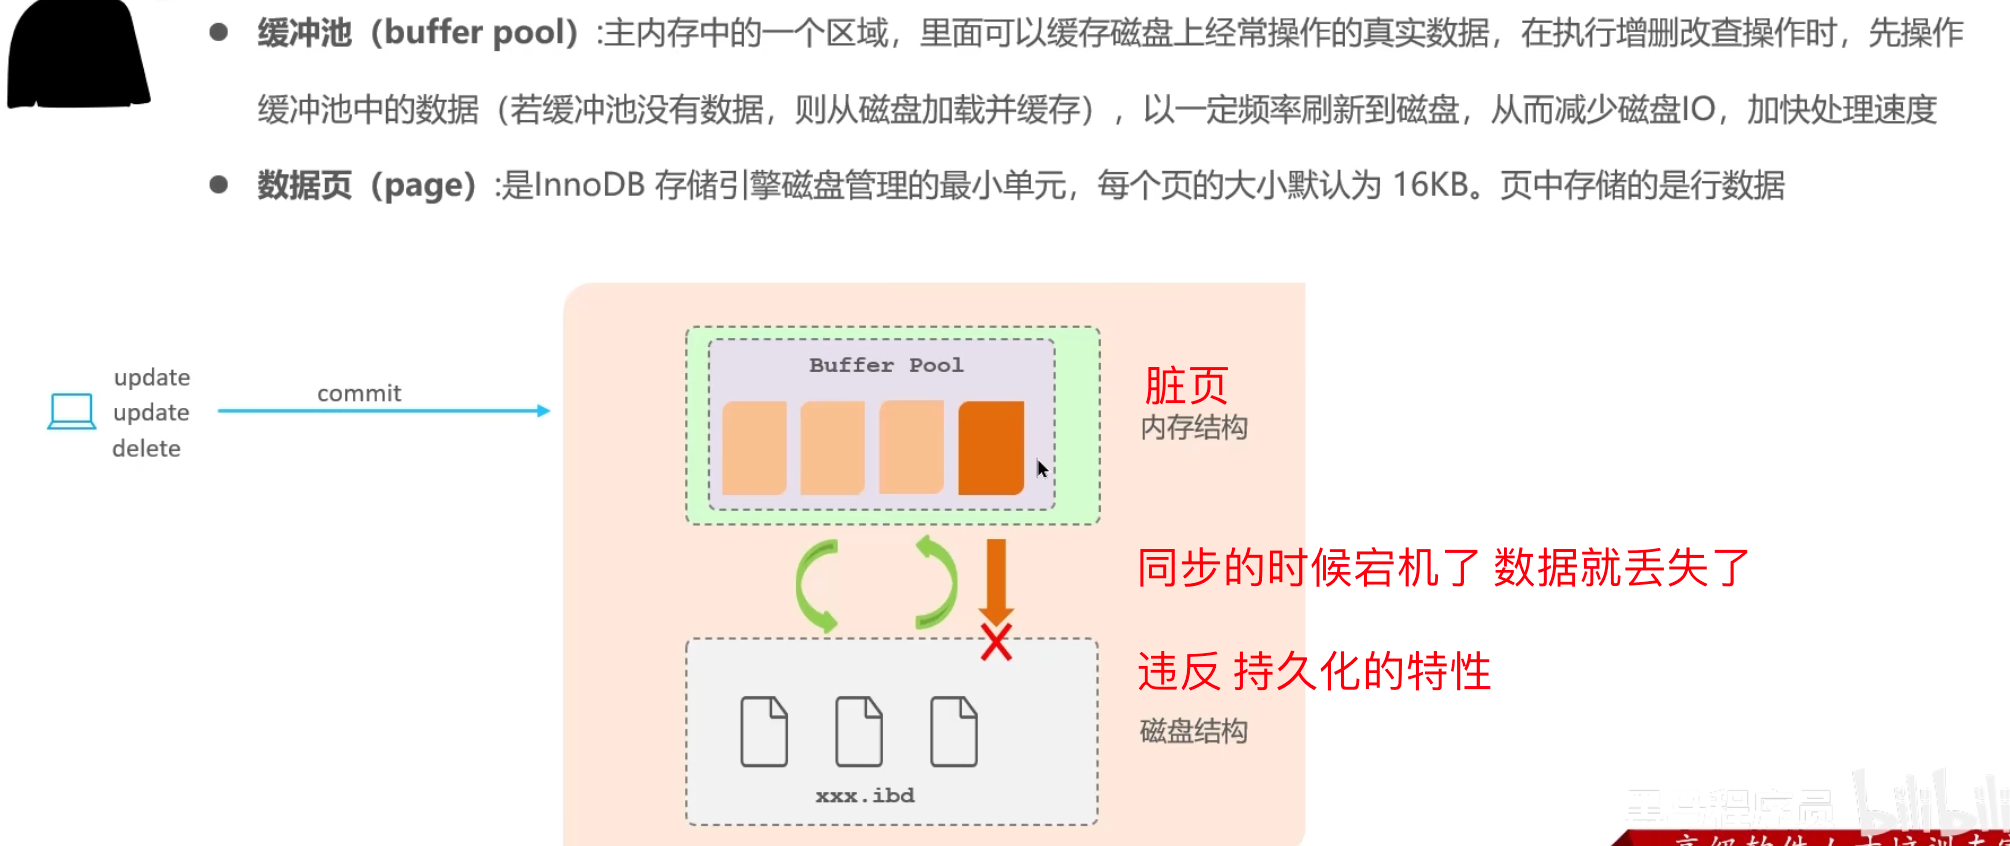 缓冲池（buffer pool）:主内存中的一个区域，里面可以缓存磁盘上经常操作的真实数据，在执行增删改查操作时，先操作
缓冲池中的数据（若缓冲池没有数据，则从磁盘加载并缓存），以一定频率刷新到磁盘，从而减少磁盘IO，加快处理速度
数据页（page）:是InnoDB 存储引擎磁盘管理的最小单元，每个页的大小默认为 16KB。页中存储的是行数据
update
update
delete
commit
Buffer Pool
脏页
内存结构
同步的时候宕机了 数据就丢失了
违反 持久化的特性
磁盘结构
xxx.ibd
黑马程序员
bilibili